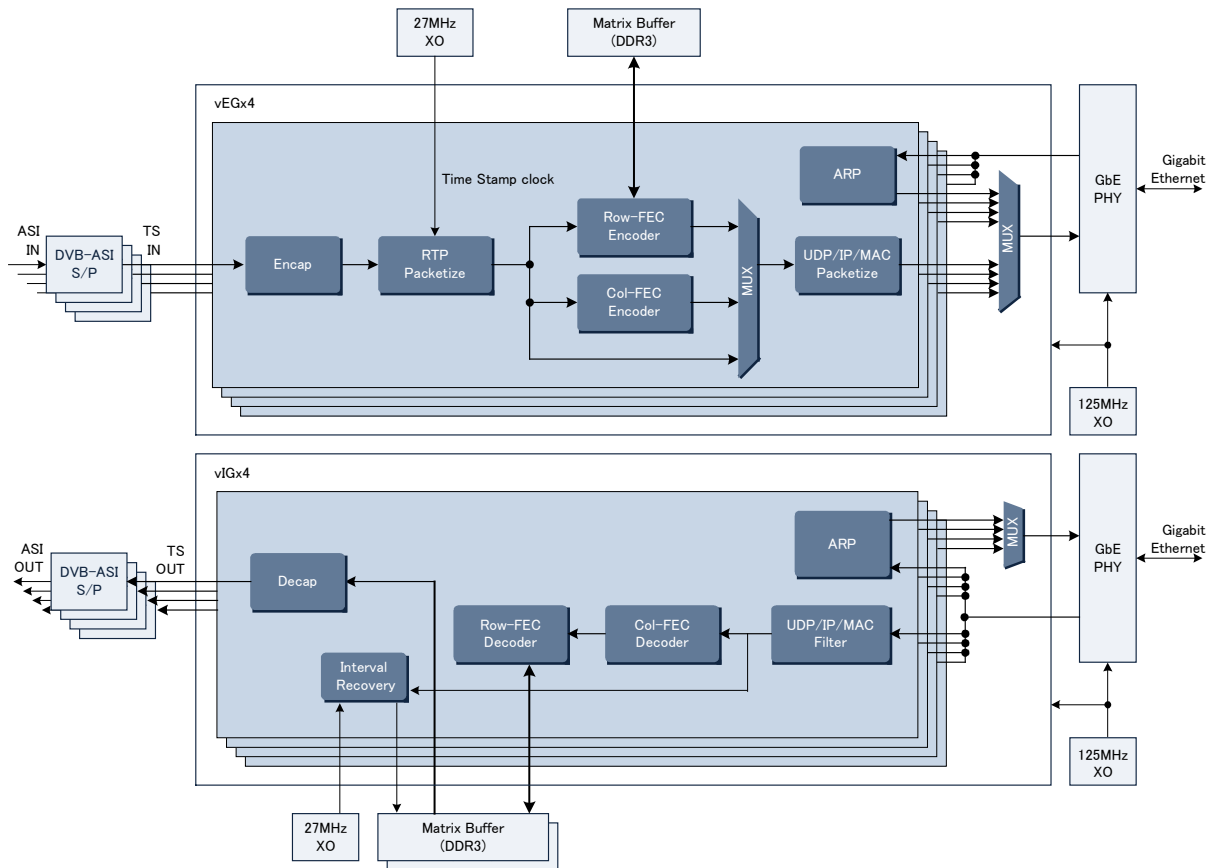 27MHz
XO
Matrix Buffer
(DDR3)
vEGx4
ARP
GbE
PHY
Gigabit
Ethernet
Time Stamp clock
MUX
Row-FEC
Encoder
ASI
IN
TS
IN
DVB-ASI
S/P
Encap
RTP
Packetize
MUX
UDP/IP/MAC
Packetize
Col-FEC
Encoder
125MHz
XO
vIGx4
MUX
ARP
GbE
PHY
Gigabit
Ethernet
ASI
OUT
TS
OUT
DVB-ASI
S/P
Decap
Row-FEC
Decoder
Col-FEC
Decoder
UDP/IP/MAC
Filter
Interval
Recovery
125MHz
XO
27MHz
XO
Matrix Buffer
(DDR3)